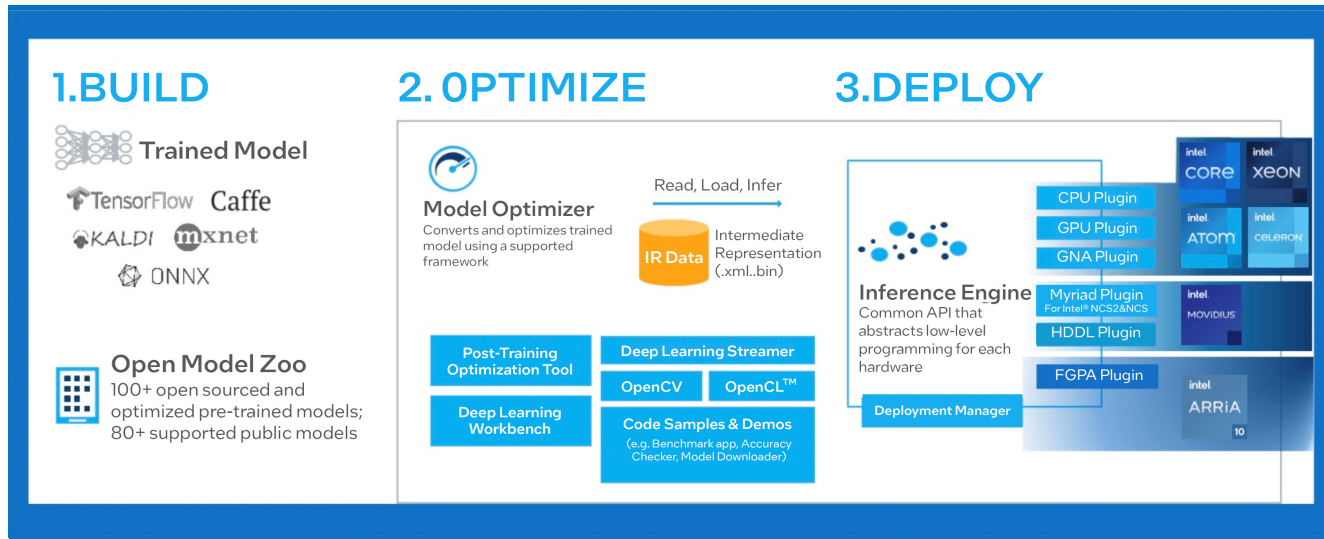 1.BUILD
Trained Model
TensorFlow Caffe
KALDI mxnet
ONNX
Open Model Zoo
100+ open sourced and
optimized pre-trained models;
80+ supported public models
2. 0PTIMIZE
Model Optimizer
Converts and optimizes trained
model using a supported
framework
Read, Load, Infer
IR Data
Intermediate
Representation
(.xml..bin)
Post-Training
Optimization Tool
Deep Learning
Workbench
Deep Learning Streamer
OpenCV
OpenCL™
Code Samples & Demos
(e.g. Benchmark app, Accuracy
Checker, Model Downloader)
3.DEPLOY
Inference Engine
Common API that
abstracts low-level
programming for each
hardware
Deployment Manager
CPU Plugin
GPU Plugin
GNA Plugin
Myriad Plugin
For Intel® NCS2&NCS
HDDL Plugin
FGPA Plugin
intel.
CORE
intel.
XEON
intel.
ATOM
intel.
CELERON
intel.
MOVIDIUS
intel.
ARRIA
10